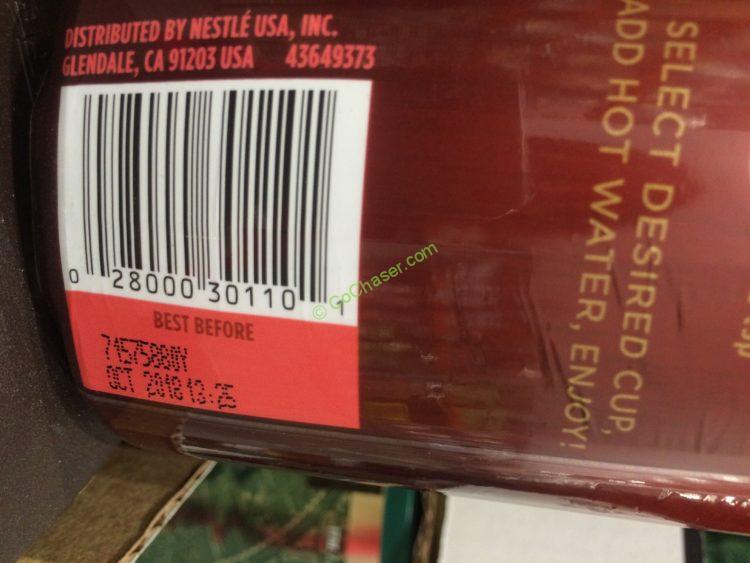 DISTRIBUTED BY NESTLÉ USA, INC.
GLENDALE, CA 91203 USA 43649373
0 28000 30110 1
BEST BEFORE
OCT 2018 13:25
SELECT DESIRED CUP,
ADD HOT WATER, ENJOY!
© GoChaser.com